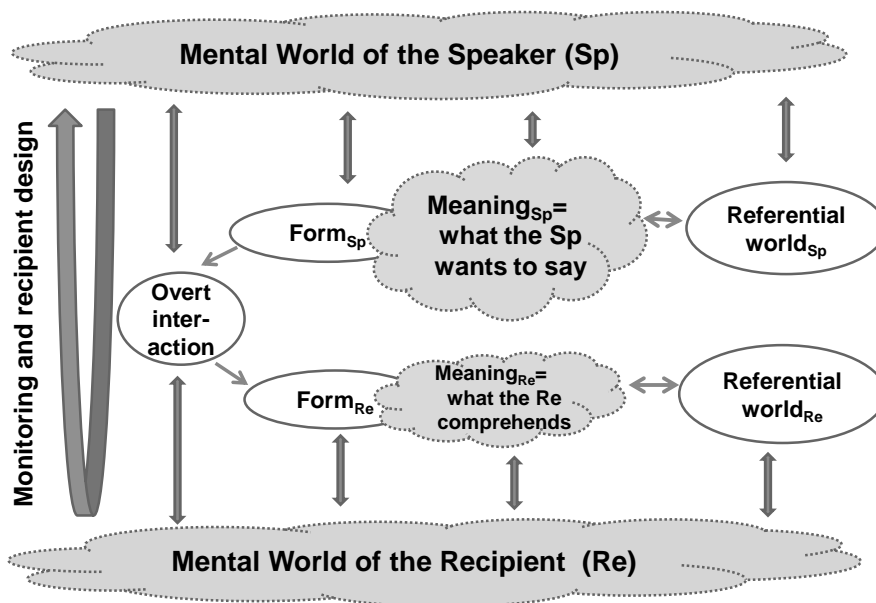 Mental World of the Speaker (Sp)
Monitoring and recipient design
Meaning_Sp=
what the Sp
wants to say
Form_Sp
Referential
world_Sp
Overt
inter-
action
Meaning_Re=
what the Re
comprehends
Form_Re
Referential
world_Re
Mental World of the Recipient (Re)